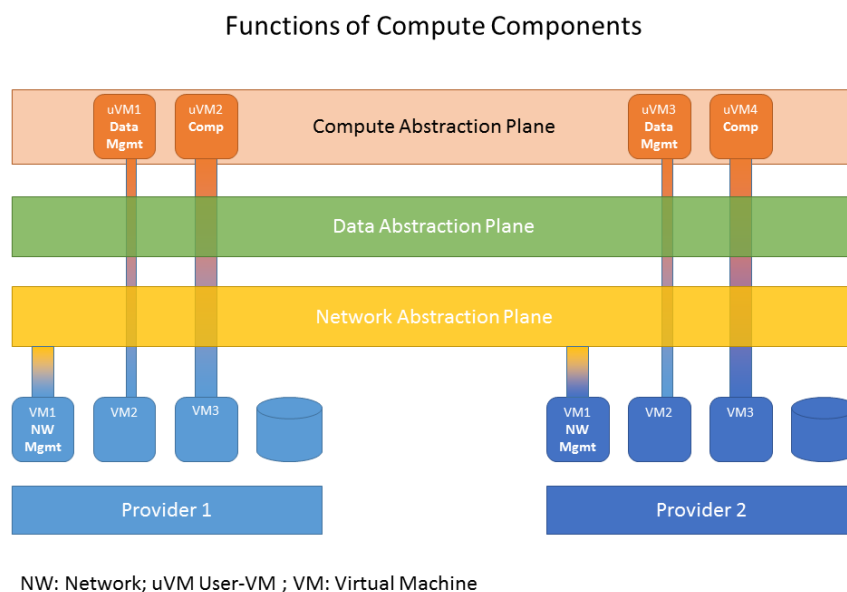 Functions of Compute Components
uVM1
Data
Mgmt
uVM2
Comp
Compute Abstraction Plane
uVM3
Data
Mgmt
uVM4
Comp
Data Abstraction Plane
Network Abstraction Plane
VM1
NW
Mgmt
VM2
VM3
VM1
NW
Mgmt
VM2
VM3
Provider 1
Provider 2
NW: Network; uVM User-VM ; VM: Virtual Machine